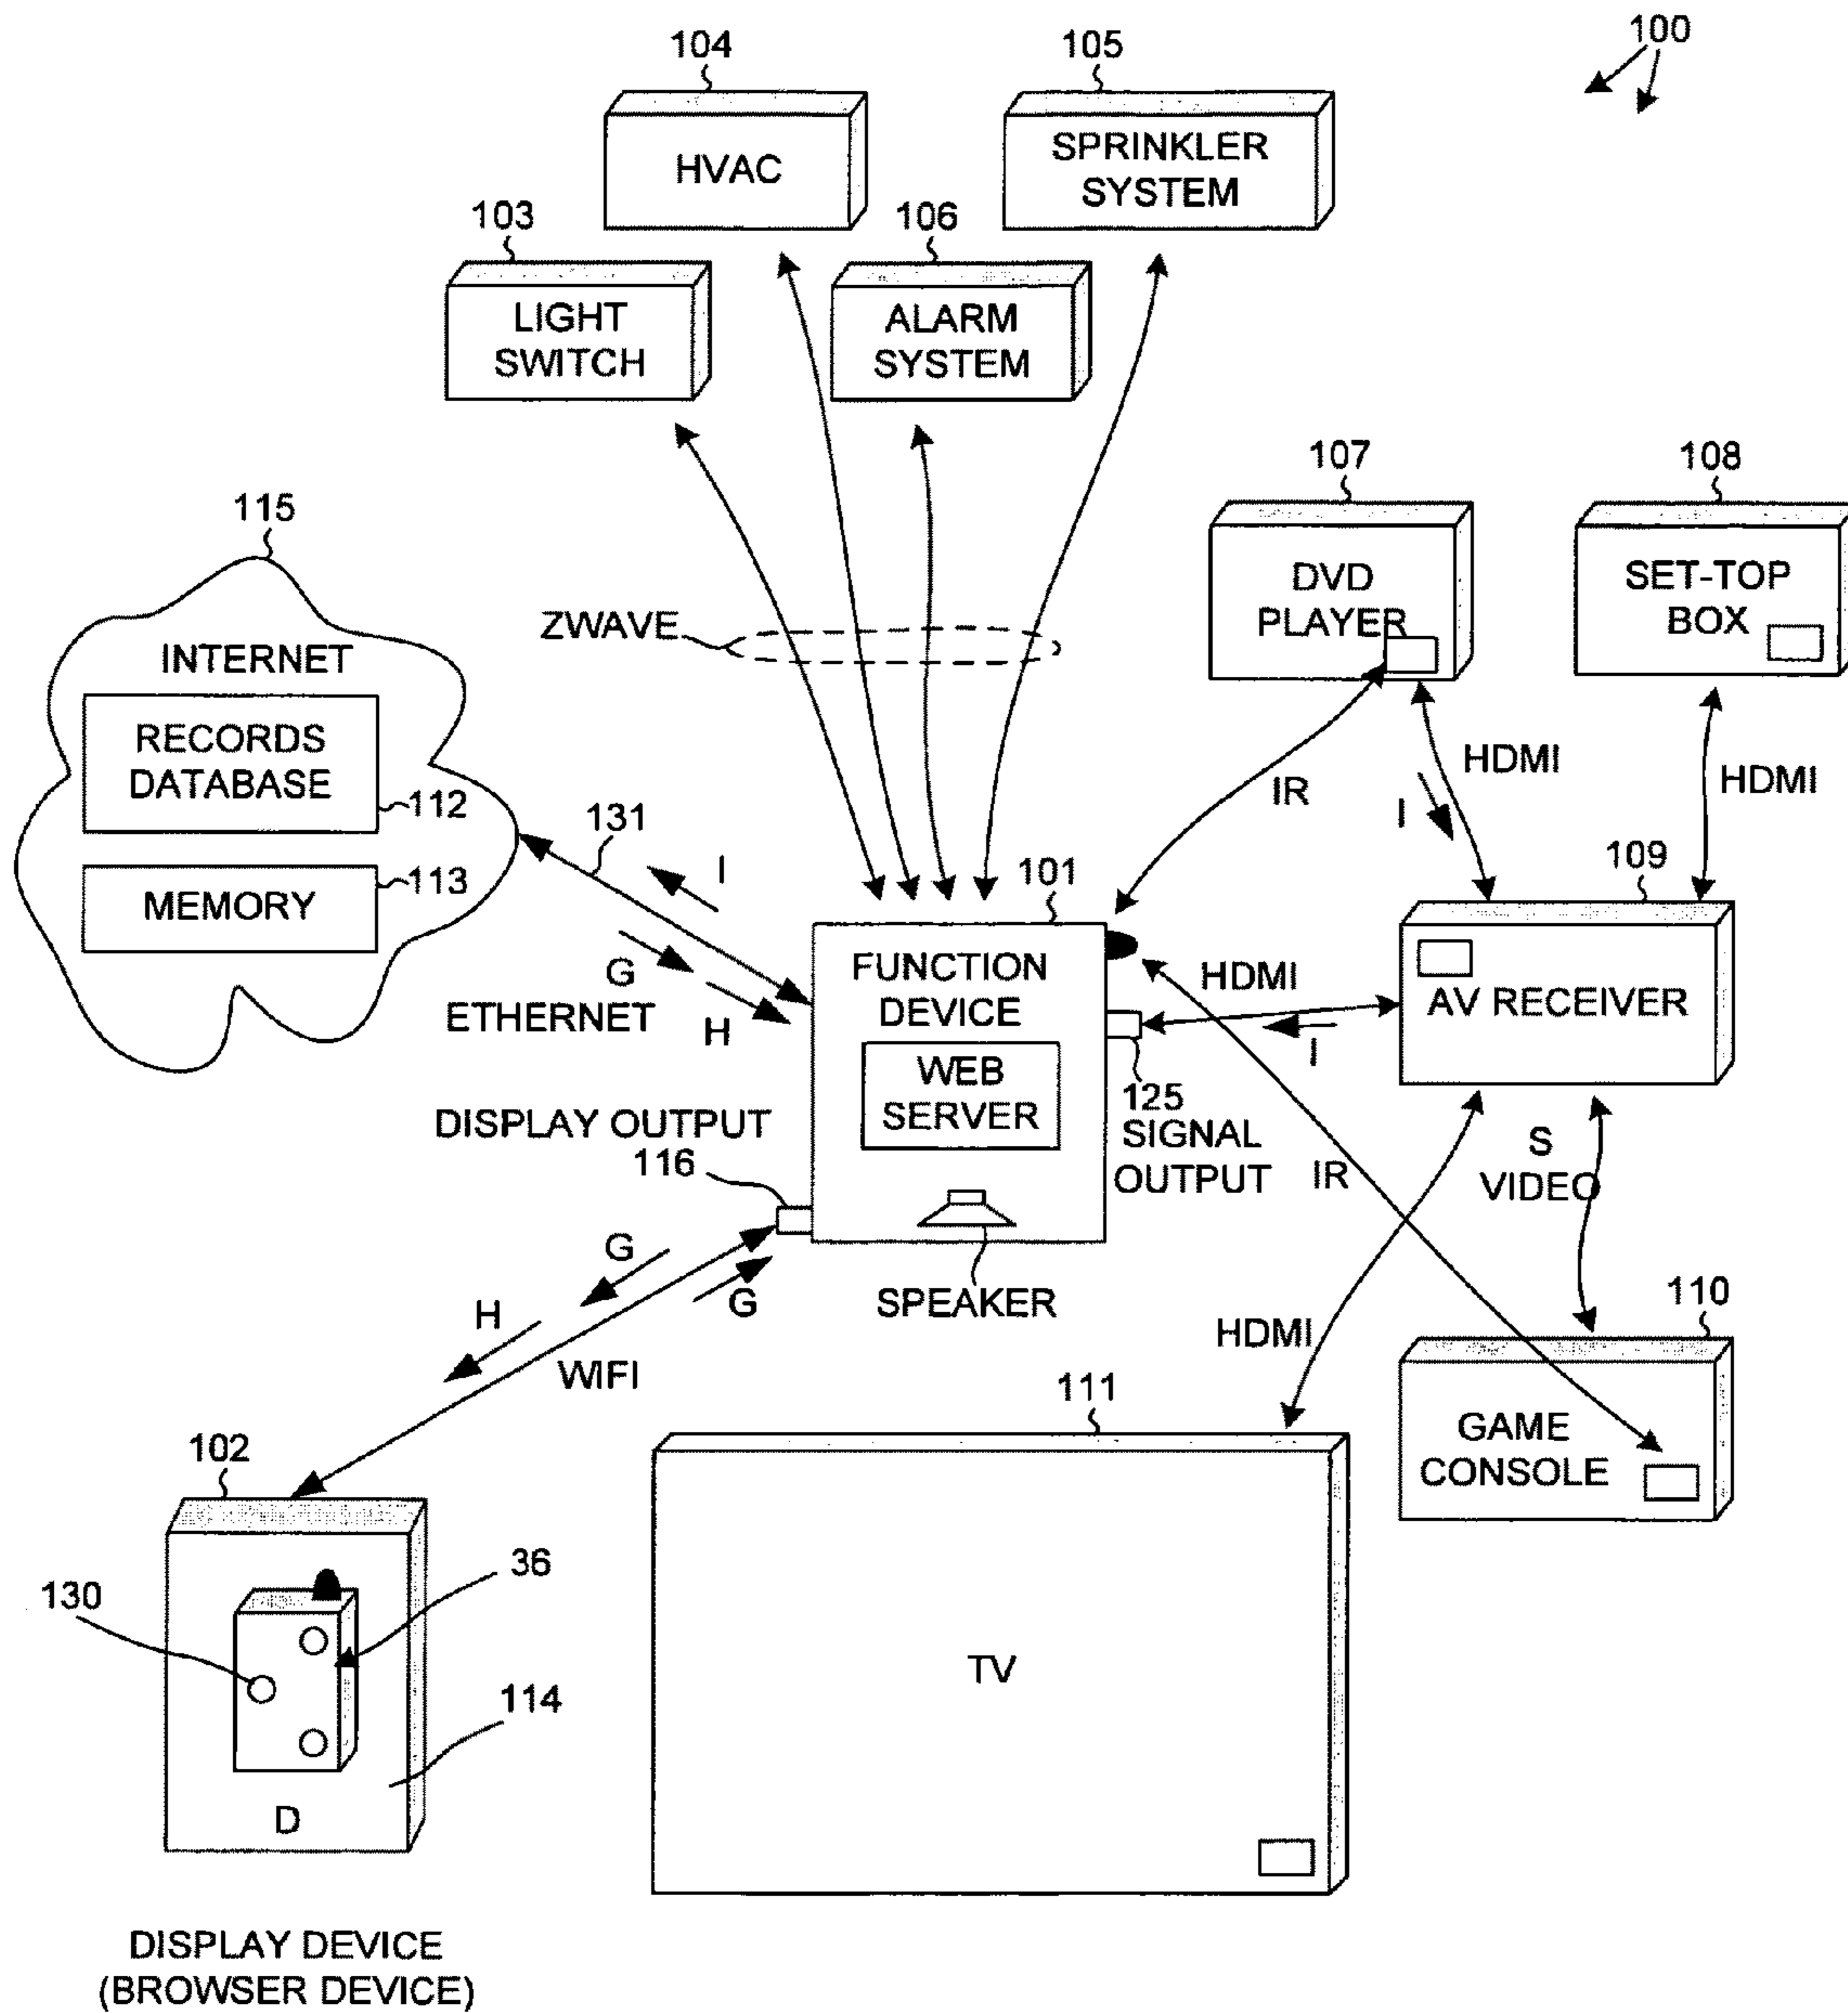 100
104
HVAC
105
SPRINKLER
SYSTEM
103
LIGHT
SWITCH
106
ALARM
SYSTEM
107
DVD
PLAYER
108
SET-TOP
BOX
115
INTERNET
RECORDS
DATABASE
112
MEMORY
113
ZWAVE
IR
HDMI
I
HDMI
131
I
G
H
ETHERNET
101
FUNCTION
DEVICE
WEB
SERVER
SPEAKER
HDMI
I
125
SIGNAL
OUTPUT
109
AV RECEIVER
DISPLAY OUTPUT
116
IR
S
VIDEO
HDMI
G
G
H
WIFI
110
GAME
CONSOLE
111
TV
102
130
36
114
D
DISPLAY DEVICE
(BROWSER DEVICE)